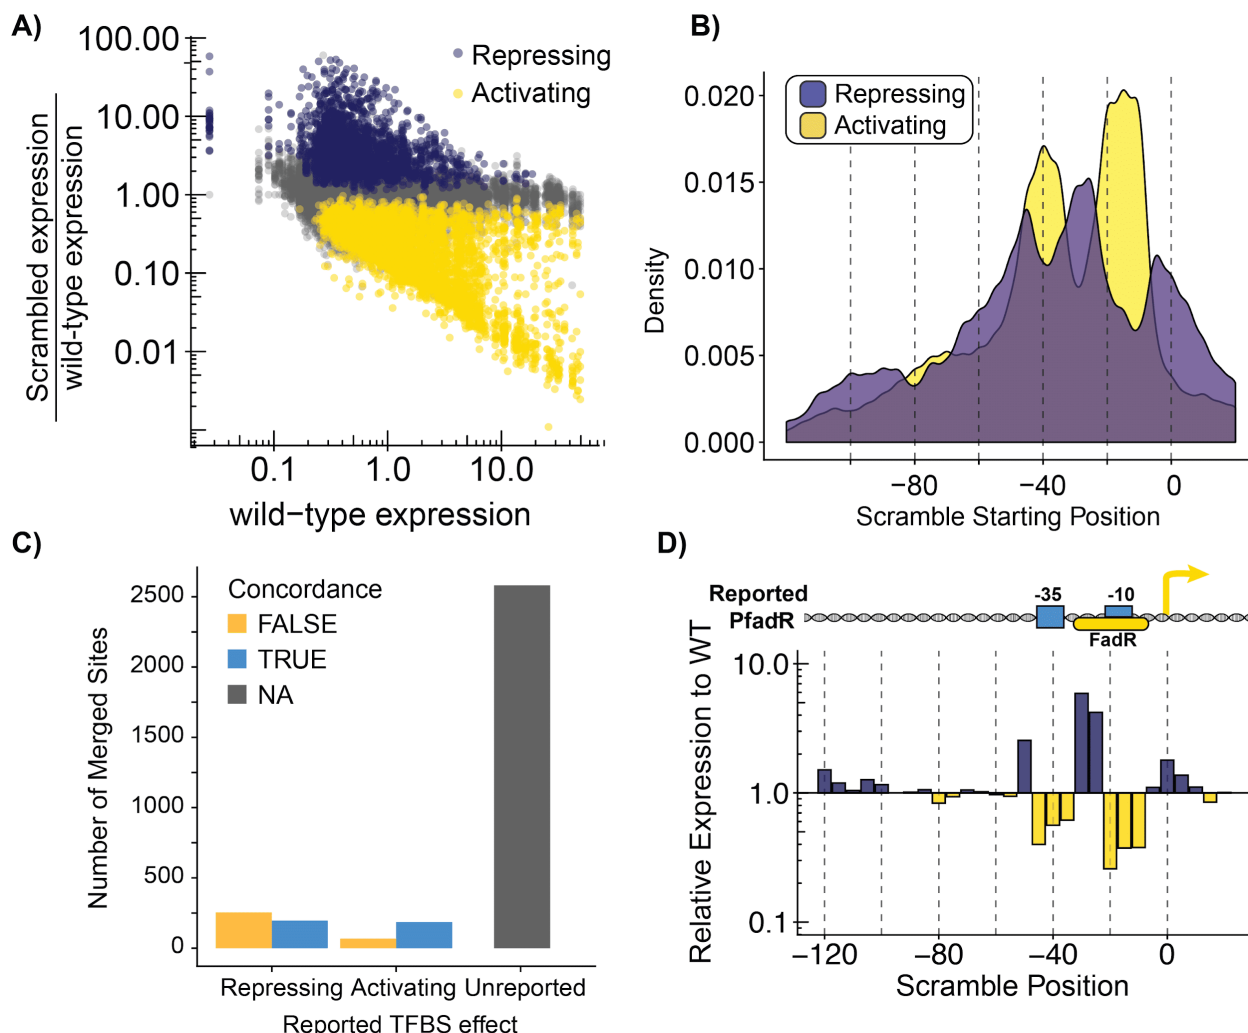 A)
100.00
10.00
1.00
0.10
0.01
Scrambled expression
wild-type expression
Repressing
Activating
0.1
1.0
10.0
wild−type expression
B)
0.020
0.015
0.010
0.005
0.000
Density
Repressing
Activating
−80
−40
0
Scramble Starting Position
C)
2500
2000
1500
1000
500
0
Number of Merged Sites
Concordance
FALSE
TRUE
NA
Repressing Activating Unreported
Reported TFBS effect
D)
Reported
PfadR
-35
-10
FadR
10.0
1.0
0.1
Relative Expression to WT
−120
−80
−40
0
Scramble Position